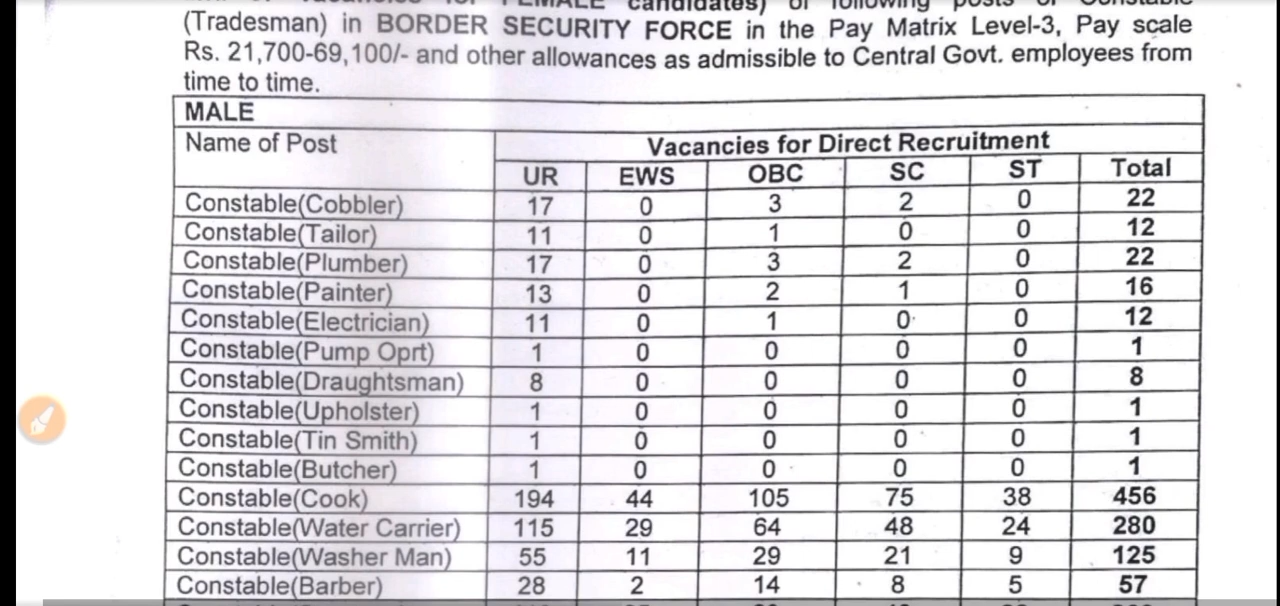 FEMALE candidates) of following posts of Constable
(Tradesman) in BORDER SECURITY FORCE in the Pay Matrix Level-3, Pay scale
Rs. 21,700-69,100/- and other allowances as admissible to Central Govt. employees from
time to time.
MALE
Name of Post Vacancies for Direct Recruitment
UR EWS OBC SC ST Total
Constable(Cobbler) 17 0 3 2 0 22
Constable(Tailor) 11 0 1 0 0 12
Constable(Plumber) 17 0 3 2 0 22
Constable(Painter) 13 0 2 1 0 16
Constable(Electrician) 11 0 1 0 0 12
Constable(Pump Oprt) 1 0 0 0 0 1
Constable(Draughtsman) 8 0 0 0 0 8
Constable(Upholster) 1 0 0 0 0 1
Constable(Tin Smith) 1 0 0 0 0 1
Constable(Butcher) 1 0 0 0 0 1
Constable(Cook) 194 44 105 75 38 456
Constable(Water Carrier) 115 29 64 48 24 280
Constable(Washer Man) 55 11 29 21 9 125
Constable(Barber) 28 2 14 8 5 57